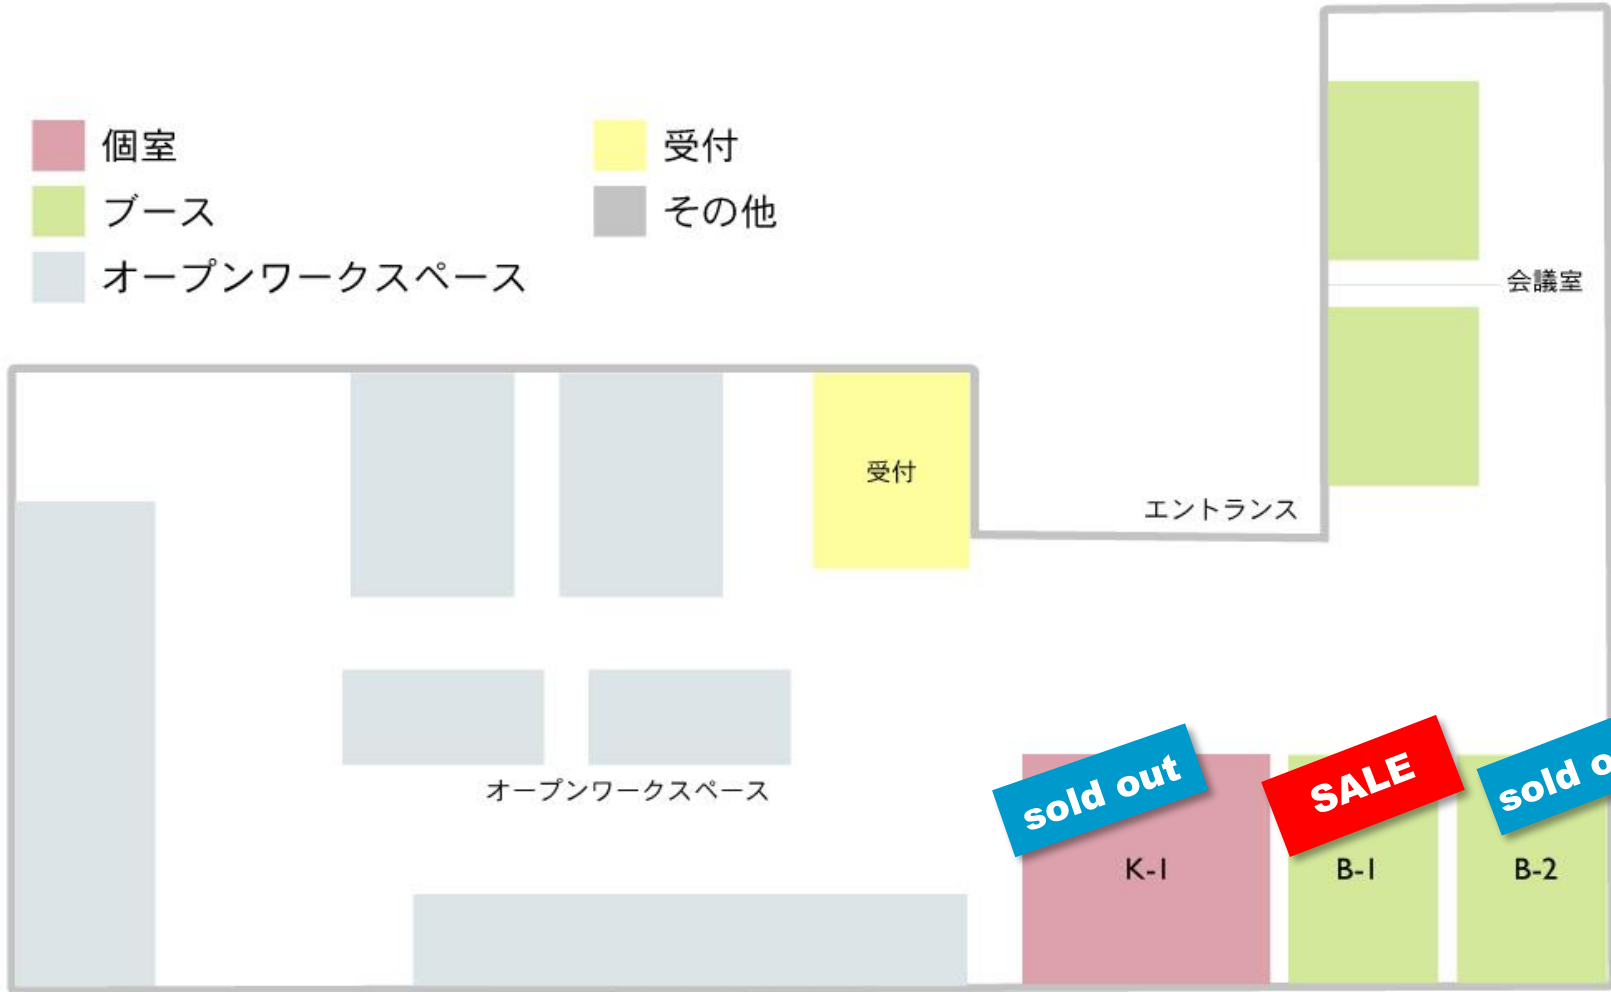 個室
ブース
オープンワークスペース
受付
その他
会議室
受付
エントランス
オープンワークスペース
sold out
SALE
sold o
K-1
B-1
B-2